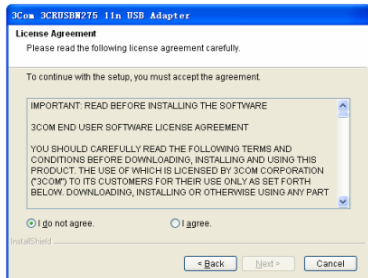 3Com 3CRUSBN275 11n USB Adapter
License Agreement
Please read the following license agreement carefully.
To continue with the setup, you must accept the agreement.
IMPORTANT: READ BEFORE INSTALLING THE SOFTWARE
3COM END USER SOFTWARE LICENSE AGREEMENT
YOU SHOULD CAREFULLY READ THE FOLLOWING TERMS AND
CONDITIONS BEFORE DOWNLOADING, INSTALLING AND USING THIS
PRODUCT. THE USE OF WHICH IS LICENSED BY 3COM CORPORATION
("3COM") TO ITS CUSTOMERS FOR THEIR USE ONLY AS SET FORTH
BELOW. DOWNLOADING, INSTALLING OR OTHERWISE USING ANY PART
I do not agree. I agree.
InstallShield
< Back Next > Cancel